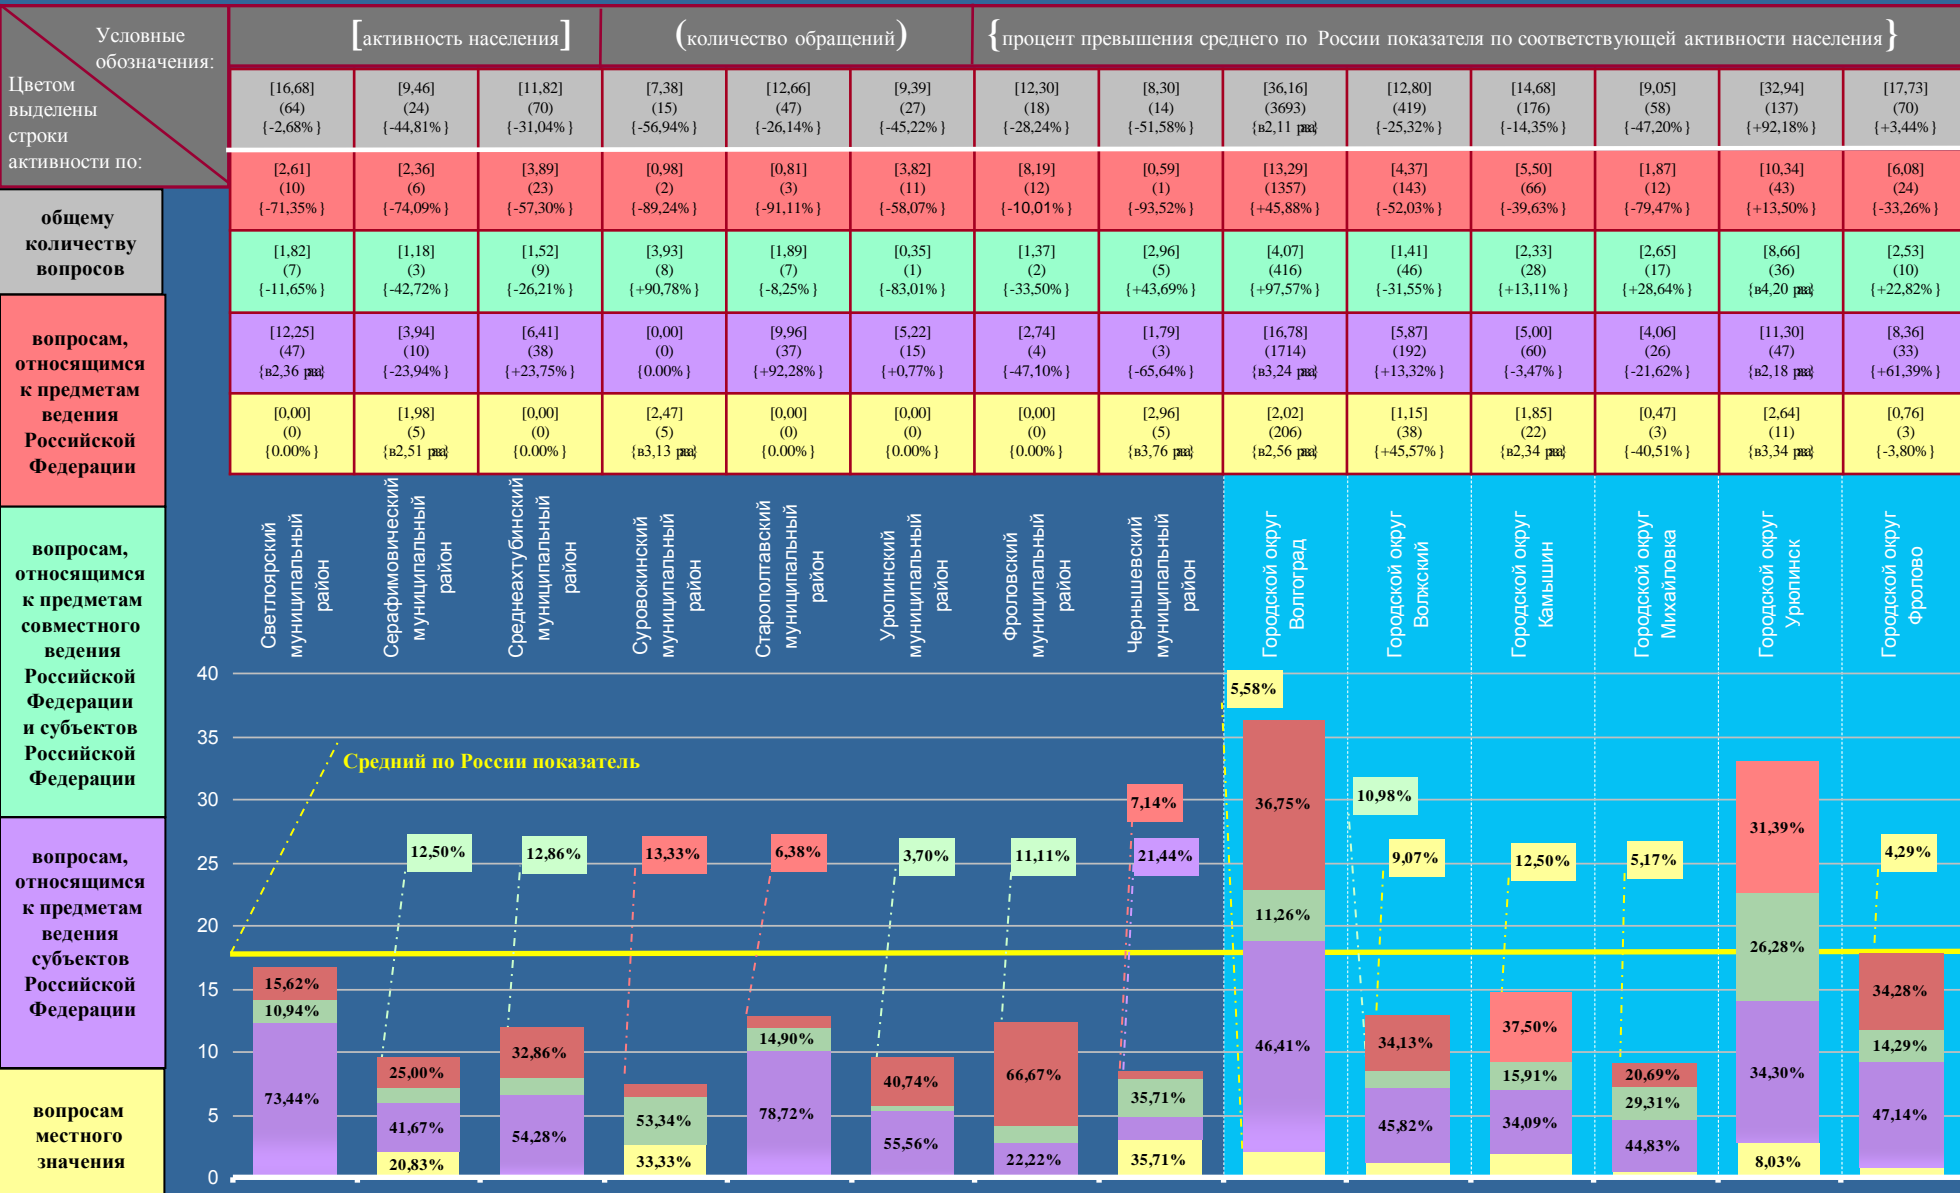 Условные
обозначения:
Цветом
выделены
строки
активности по:
[активность населения]
(количество обращений)
{процент превышения среднего по России показателя по соответствующей активности населения}
[16,68] [9,46] [11,82] [7,38] [12,66] [9,39] [12,30] [8,30] [36,16] [12,80] [14,68] [9,05] [32,94] [17,73]
(64) (24) (70) (15) (47) (27) (18) (14) (3693) (419) (176) (58) (137) (70)
{-2,68%} {-44,81%} {-31,04%} {-56,94%} {-26,14%} {-45,22%} {-28,24%} {-51,58%} {в2,11 {-25,32%} {-14,35%} {-47,20%} {+92,18%} {+3,44%}
[2,61] [2,36] [3,89] [0,98] [0,81] [3,82] [8,19] [0,59] [13,29] [4,37] [5,50] [1,87] [10,34] [6,08]
(10) (6) (23) (2) (3) (11) (12) (1) (1357) (143) (66) (12) (43) (24)
{-71,35%} {-74,09%} {-57,30%} {-89,24%} {-91,11%} {-58,07%} {-10,01%} {-93,52%} {+45,88%} {-52,03%} {-39,63%} {-79,47%} {+13,50%} {-33,26%}
[1,82] [1,18] [1,52] [3,93] [1,89] [0,35] [1,37] [2,96] [4,07] [1,41] [2,33] [2,65] [8,66] [2,53]
(7) (3) (9) (8) (7) (1) (2) (5) (416) (46) (28) (17) (36) (10)
{-11,65%} {-42,72%} {-26,21%} {+90,78%} {-8,25%} {-83,01%} {-33,50%} {+43,69%} {+97,57%} {-31,55%} {+13,11%} {+28,64%} {в4,20 {+22,82%}
[12,25] [3,94] [6,41] [0,00] [9,96] [5,22] [2,74] [1,79] [16,78] [5,87] [5,00] [4,06] [11,30] [8,36]
(47) (10) (38) (0) (37) (15) (4) (3) (1714) (192) (60) (26) (47) (33)
{в2,36 {-23,94%} {+23,75%} {0.00%} {+92,28%} {+0,77%} {-47,10%} {-65,64%} {в3,24 {+13,32%} {-3,47%} {-21,62%} {в2,18 {+61,39%}
[0,00] [1,98] [0,00] [2,47] [0,00] [0,00] [0,00] [2,96] [2,02] [1,15] [1,85] [0,47] [2,64] [0,76]
(0) (5) (0) (5) (0) (0) (0) (5) (206) (38) (22) (3) (11) (3)
{0.00%} {в2,51 {0.00%} {в3,13 {0.00%} {0.00%} {0.00%} {в3,76 {в2,56 {+45,57%} {в2,34 {-40,51%} {в3,34 {-3,80%}
общему
количеству
вопросов
вопросам,
относящимся
к предметам
ведения
Российской
Федерации
вопросам,
относящимся
к предметам
совместного
ведения
Российской
Федерации
и субъектов
Российской
Федерации
вопросам,
относящимся
к предметам
ведения
субъектов
Российской
Федерации
вопросам
местного
значения
Светлоярский
муниципальный
район
Серафимовический
муниципальный
район
Среднеахтубинский
муниципальный
район
Суровокинский
муниципальный
район
Старополтавский
муниципальный
район
Урюпинский
муниципальный
район
Фроловский
муниципальный
район
Чернышевский
муниципальный
район
Городской округ
Волгоград
Городской округ
Волжский
Городской округ
Камышин
Городской округ
Михайловка
Городской округ
Урюпинск
Городской округ
Фролово
40
35
30
25
20
15
10
5
0
Средний по России показатель
15,62%
10,94%
73,44%
12,50%
25,00%
41,67%
20,83%
12,86%
32,86%
54,28%
13,33%
53,34%
33,33%
6,38%
14,90%
78,72%
3,70%
40,74%
55,56%
11,11%
66,67%
22,22%
7,14%
21,44%
35,71%
35,71%
5,58%
36,75%
11,26%
46,41%
10,98%
9,07%
34,13%
45,82%
12,50%
37,50%
15,91%
34,09%
5,17%
20,69%
29,31%
44,83%
31,39%
26,28%
34,30%
8,03%
4,29%
34,28%
14,29%
47,14%